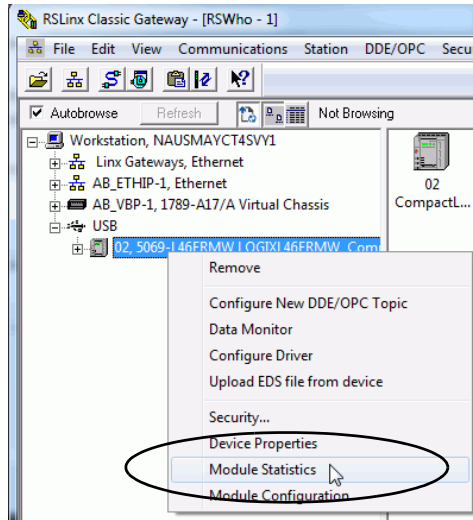 RSLinx Classic Gateway - [RSWho - 1]
File Edit View Communications Station DDE/OPC Secu
Autobrowse Refresh Not Browsing
Workstation, NAUSMAYCT4SVY1
Linx Gateways, Ethernet
AB_ETHIP-1, Ethernet
AB_VBP-1, 1789-A17/A Virtual Chassis
USB
02, 5069-L46ERMW LOGIXL46ERMW, Com
02
CompactL...
Remove
Configure New DDE/OPC Topic
Data Monitor
Configure Driver
Upload EDS file from device
Security...
Device Properties
Module Statistics
Module Configuration